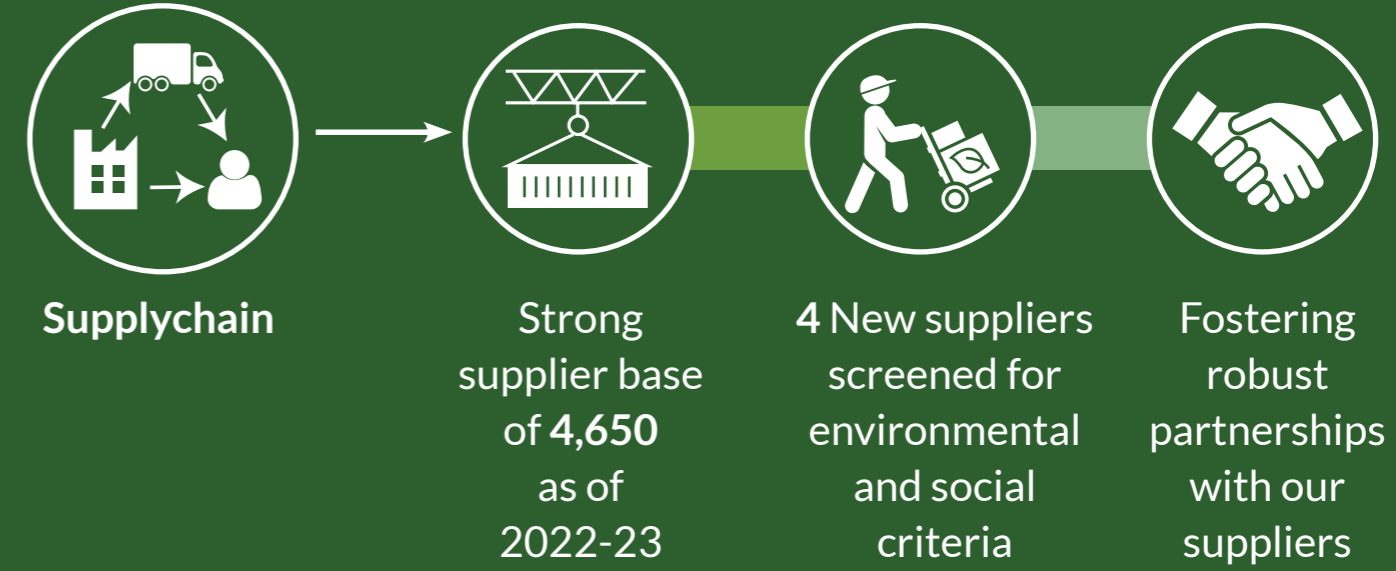 Supplychain
Strong
supplier base
of 4,650
as of
2022-23
4 New suppliers
screened for
environmental
and social
criteria
Fostering
robust
partnerships
with our
suppliers